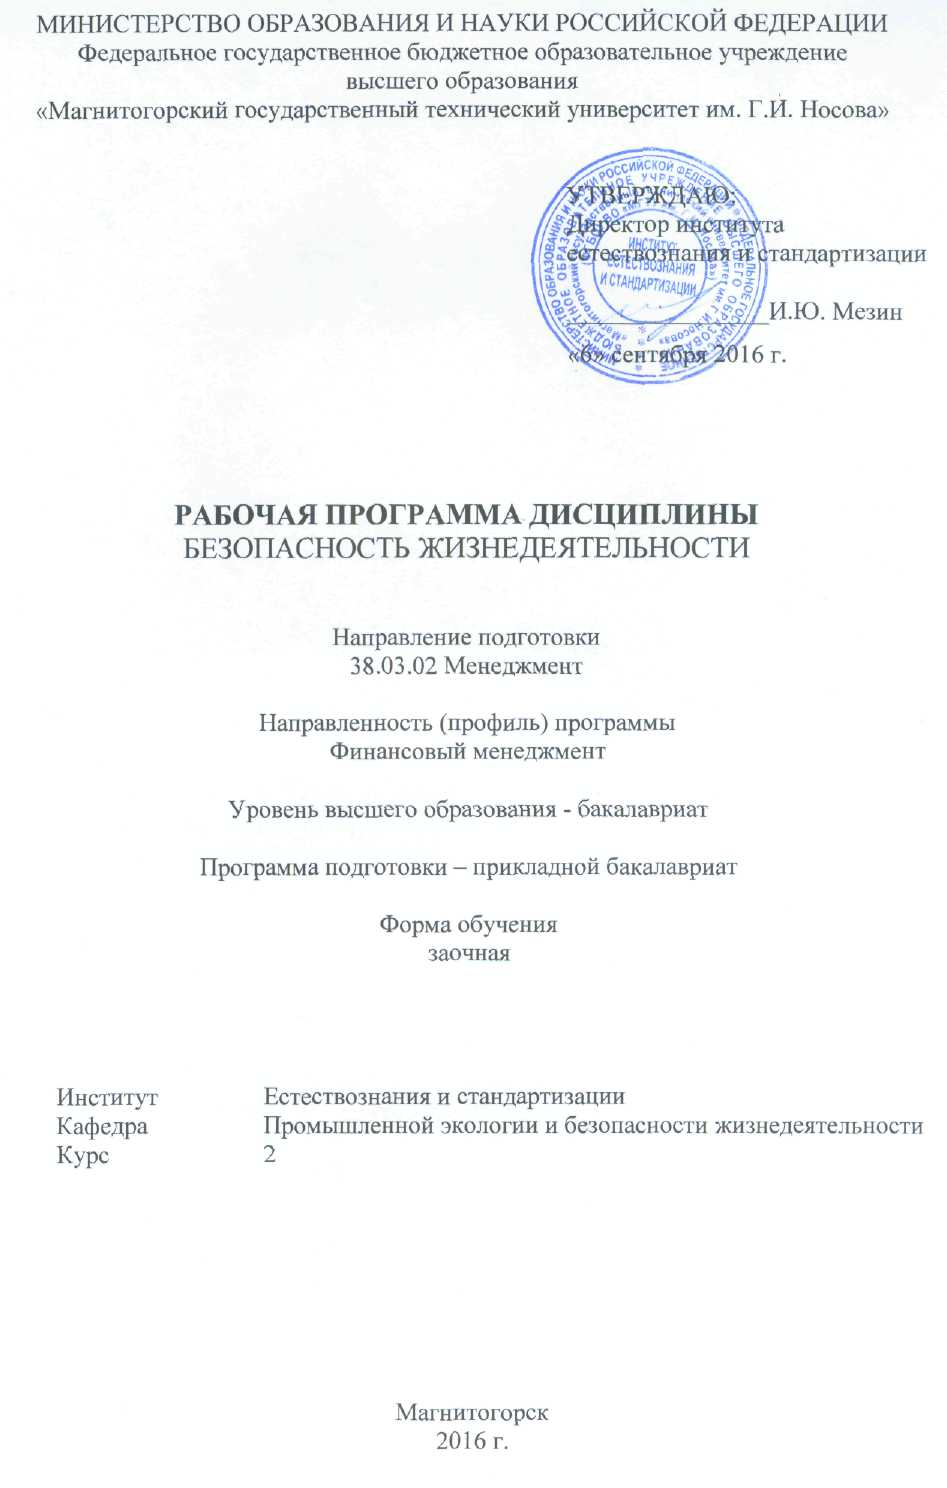 МИНИСТЕРСТВО ОБРАЗОВАНИЯ И НАУКИ РОССИЙСКОЙ ФЕДЕРАЦИИ
Федеральное государственное бюджетное образовательное учреждение
высшего образования
«Магнитогорский государственный технический университет им. Г.И. Носова»
УТВЕРЖДАЮ:
Директор института
естествознания и стандартизации
И.Ю. Мезин
«6» сентября 2016 г.
ИНСТИТУТ
ЕСТЕСТВОЗНАНИЯ
И СТАНДАРТИЗАЦИИ
РАБОЧАЯ ПРОГРАММА ДИСЦИПЛИНЫ
БЕЗОПАСНОСТЬ ЖИЗНЕДЕЯТЕЛЬНОСТИ
Направление подготовки
38.03.02 Менеджмент
Направленность (профиль) программы
Финансовый менеджмент
Уровень высшего образования - бакалавриат
Программа подготовки – прикладной бакалавриат
Форма обучения
заочная
Институт Естествознания и стандартизации
Кафедра Промышленной экологии и безопасности жизнедеятельности
Курс 2
Магнитогорск
2016 г.